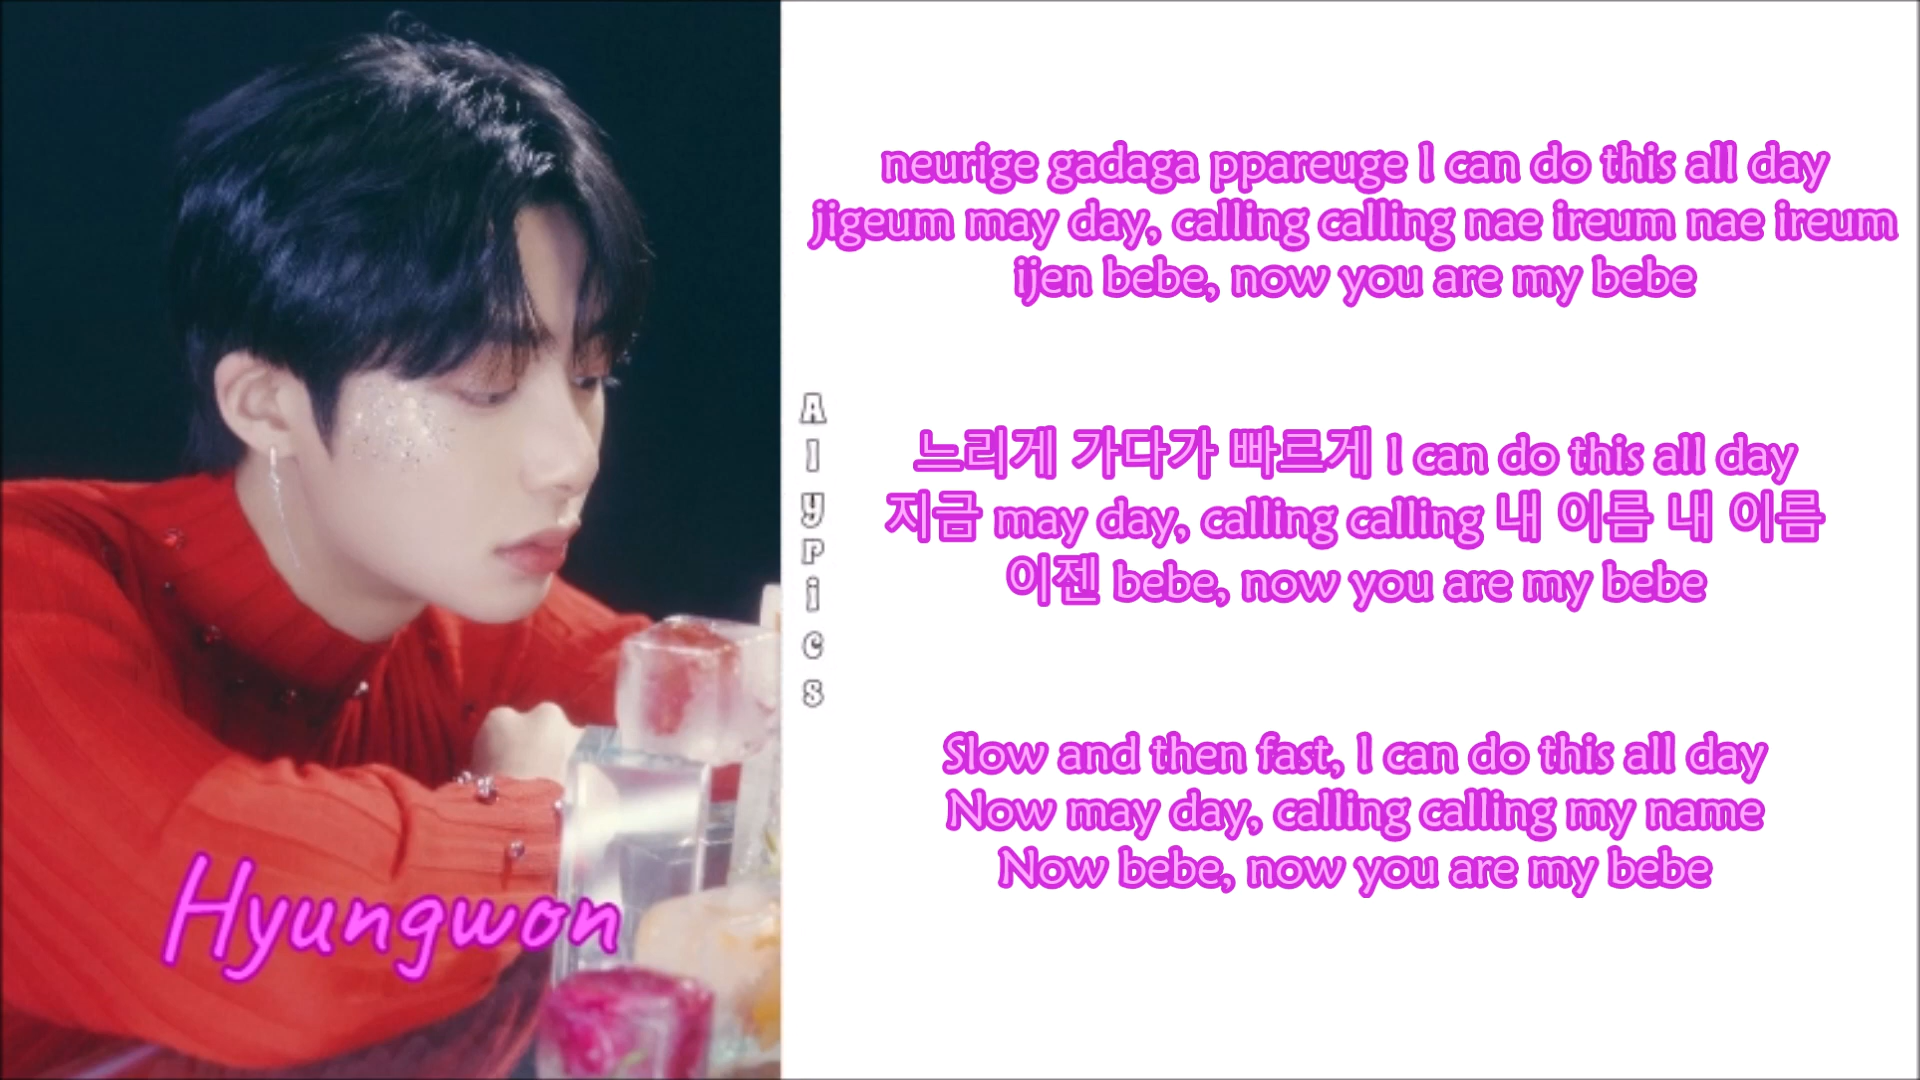 neurige gadaga ppareuge I can do this all day
jigeum may day, calling calling nae ireum nae ireum
ijen bebe, now you are my bebe
느리게 가다가 빠르게 I can do this all day
지금 may day, calling calling 내 이름 내 이름
이젠 bebe, now you are my bebe
Slow and then fast, I can do this all day
Now may day, calling calling my name
Now bebe, now you are my bebe
Hyungwon
AlyPics